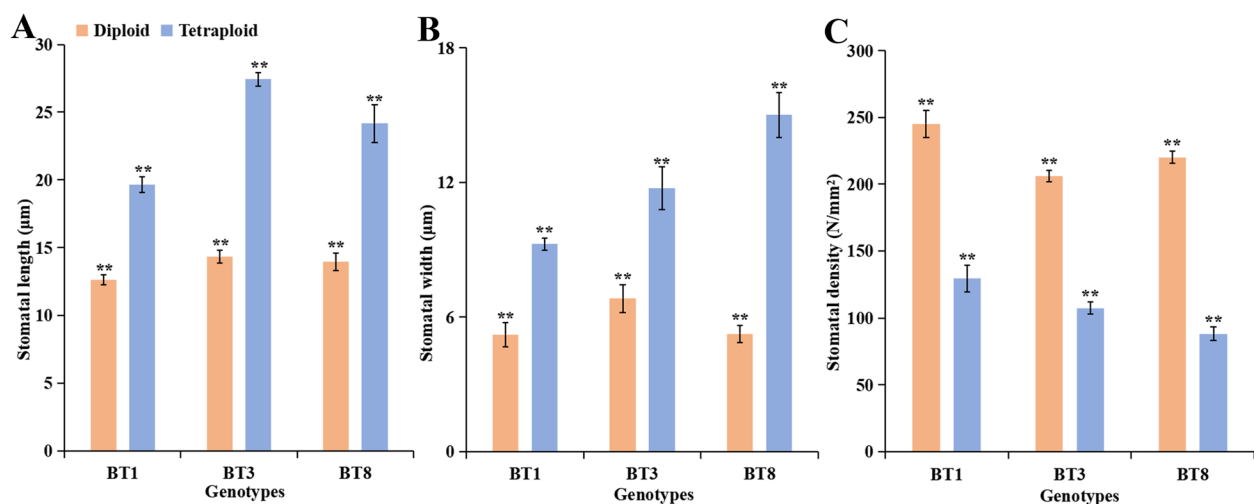 A
Diploid Tetraploid
Stomatal length (μm)
30
25
20
15
10
5
0
**
**
**
**
**
**
BT1 BT3 BT8
Genotypes
B
Stomatal width (μm)
18
12
6
0
**
**
**
**
**
**
BT1 BT3 BT8
Genotypes
C
Stomatal density (N/mm²)
300
250
200
150
100
50
0
**
**
**
**
**
**
BT1 BT3 BT8
Genotypes